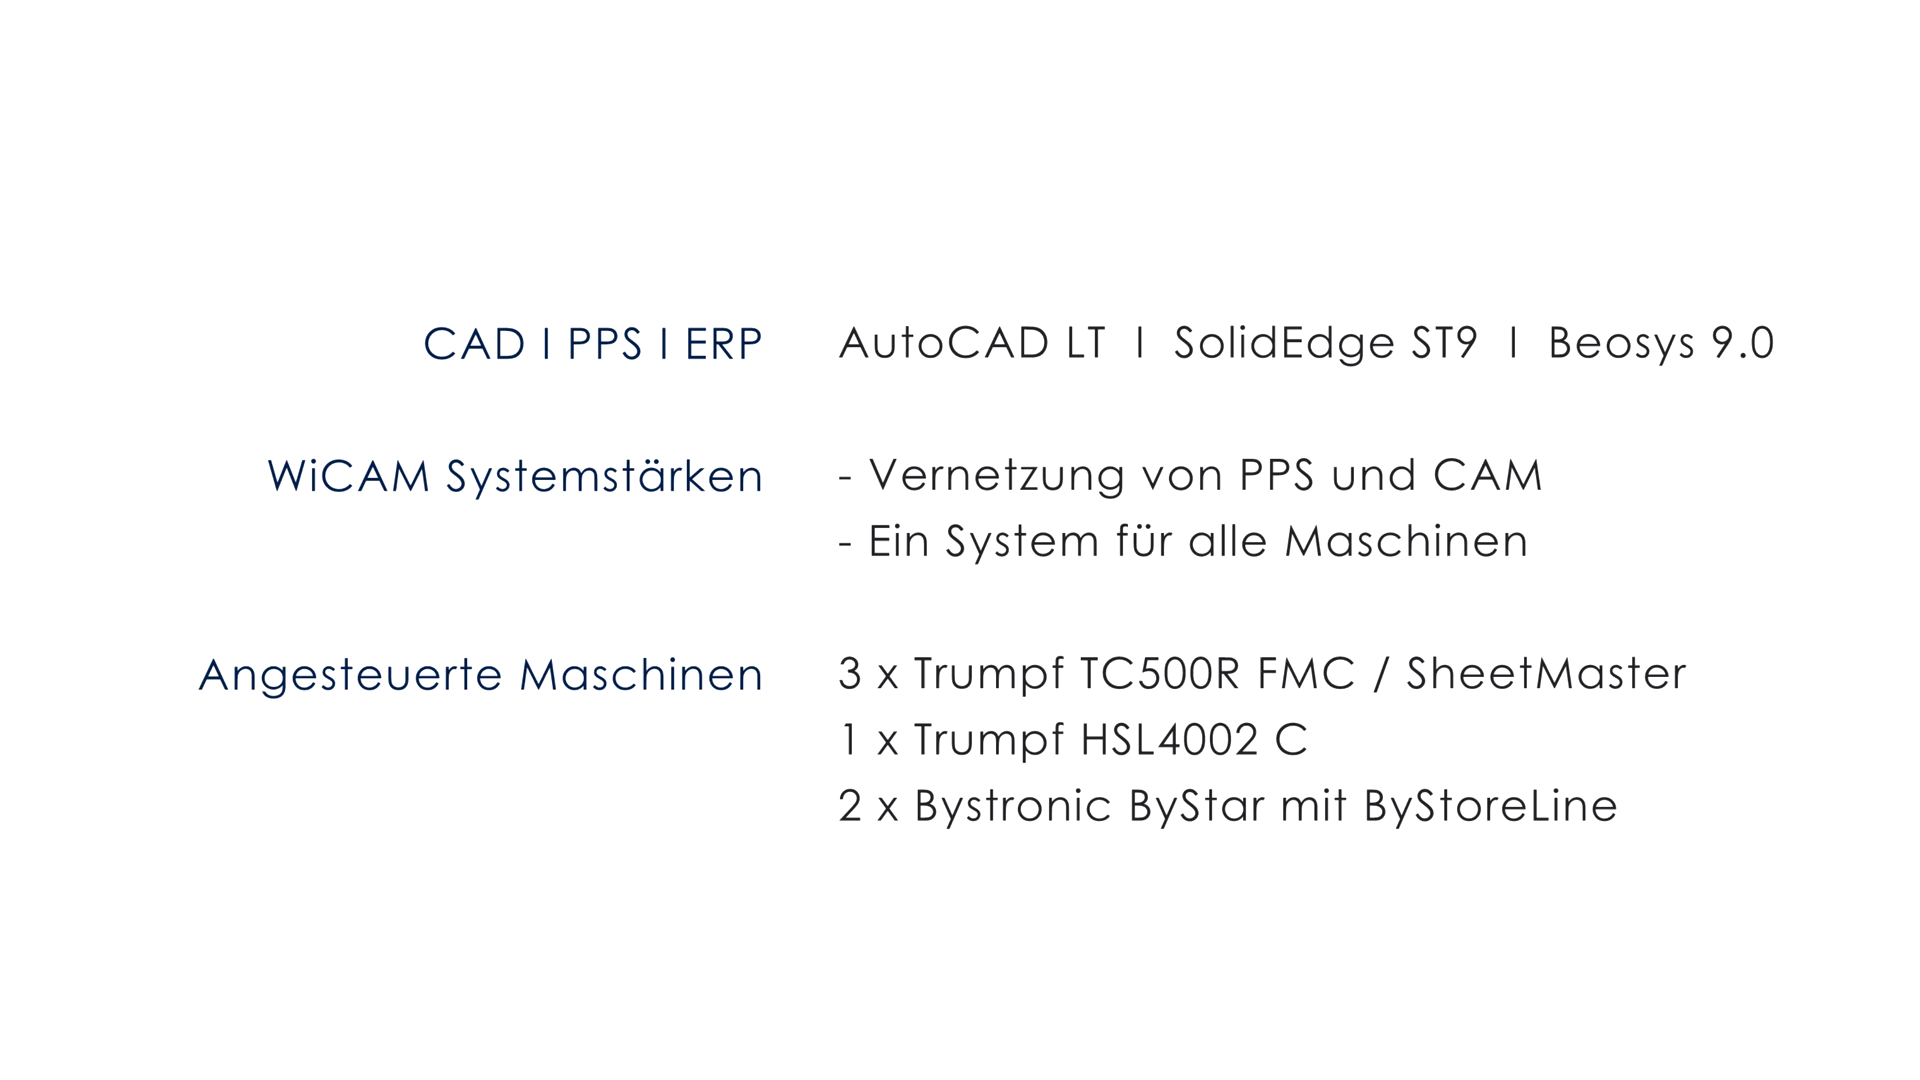 CAD I PPS I ERP AutoCAD LT I SolidEdge ST9 I Beosys 9.0
WiCAM Systemstärken - Vernetzung von PPS und CAM
- Ein System für alle Maschinen
Angesteuerte Maschinen 3 x Trumpf TC500R FMC / SheetMaster
1 x Trumpf HSL4002 C
2 x Bystronic ByStar mit ByStoreLine